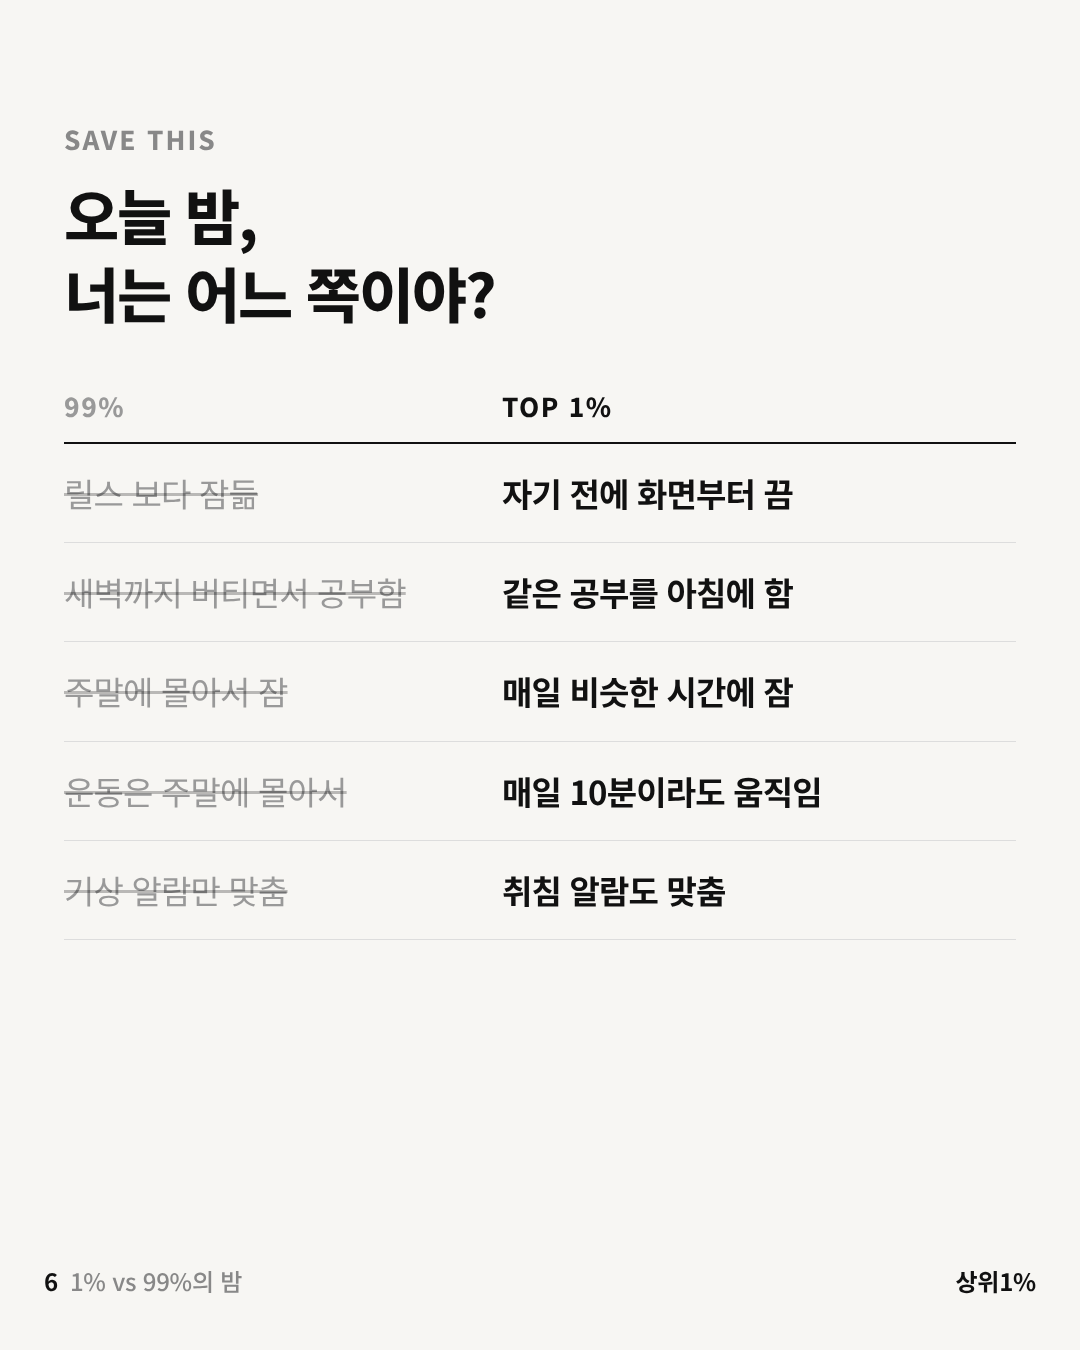 SAVE THIS
오늘 밤,
너는 어느 쪽이야?
99% TOP 1%
릴스 보다 잠듦 자기 전에 화면부터 끔
새벽까지 버티면서 공부함 같은 공부를 아침에 함
주말에 몰아서 잠 매일 비슷한 시간에 잠
운동은 주말에 몰아서 매일 10분이라도 움직임
기상 알람만 맞춤 취침 알람도 맞춤
6 1% vs 99%의 밤 상위1%